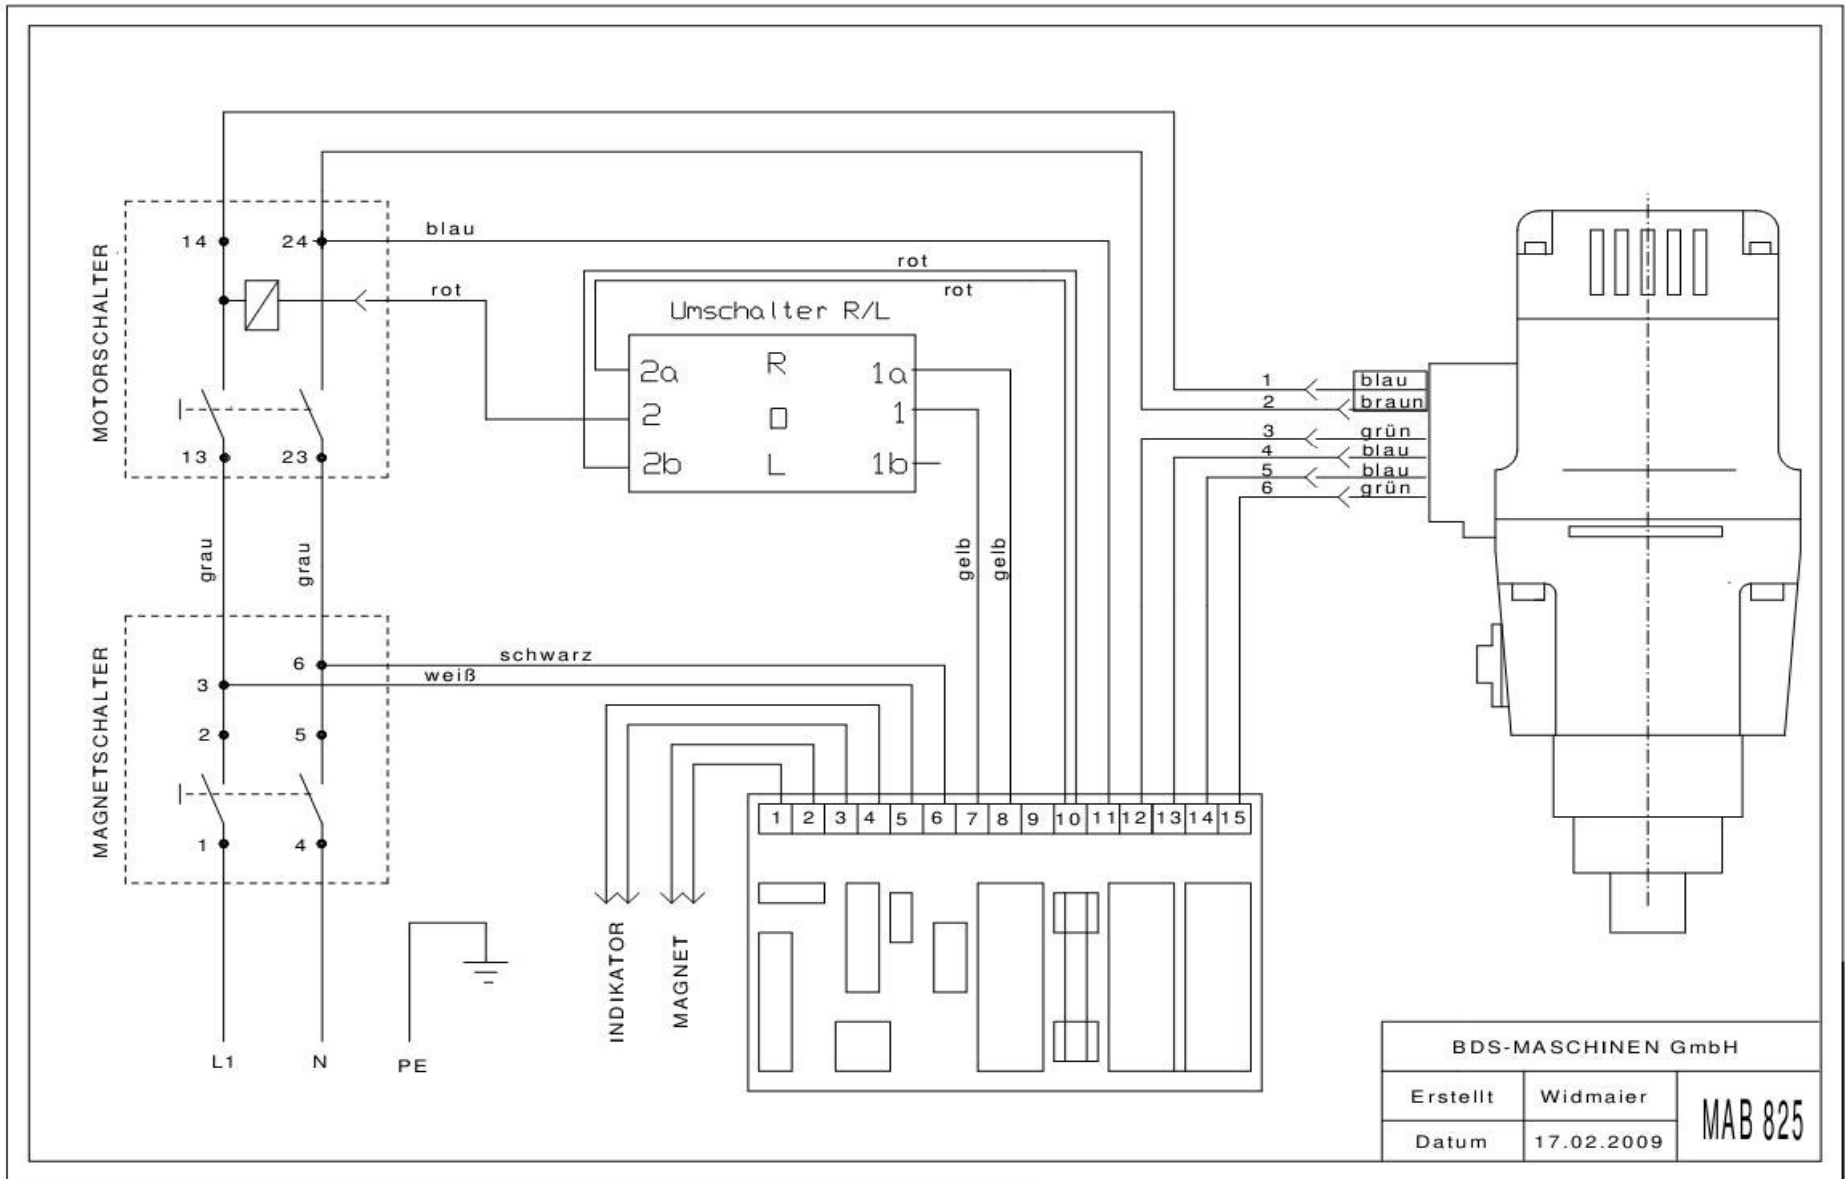 14
24
blau
rot
rot
rot
MOTORSCHALTER
Umschalter R/L
2a R 1a
2 0 1
2b L 1b
13
23
1 blau
2 braun
3 grün
4 blau
5 blau
6 grün
grau
grau
gelb
gelb
MAGNETSCHALTER
6
schwarz
3
weiß
2
5
1
4
1 2 3 4 5 6 7 8 9 10 11 12 13 14 15
INDIKATOR
MAGNET
L1
N
PE
BDS-MASCHINEN GmbH
Erstellt Widmaier
MAB 825
Datum 17.02.2009